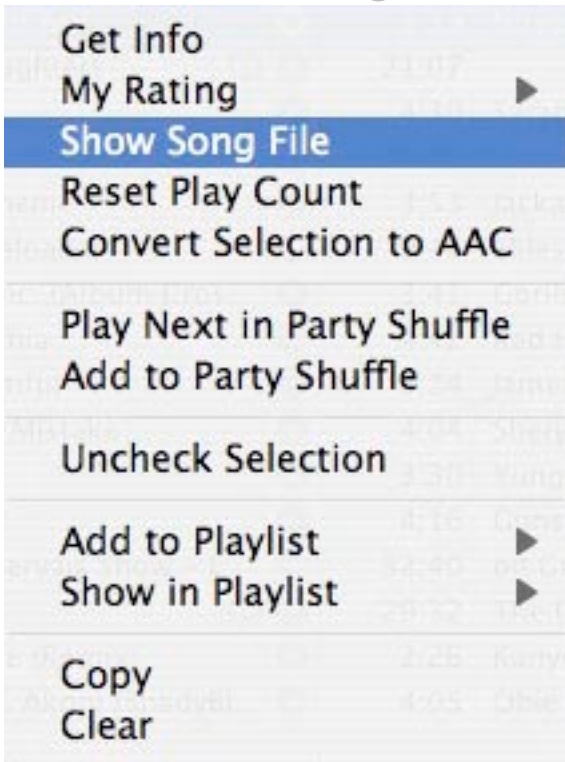 Get Info
My Rating
Show Song File
Reset Play Count
Convert Selection to AAC
Play Next in Party Shuffle
Add to Party Shuffle
Uncheck Selection
Add to Playlist
Show in Playlist
Copy
Clear